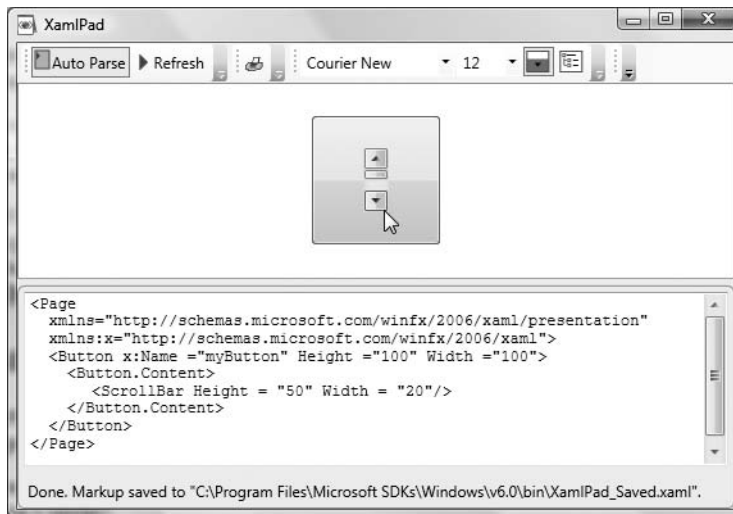 XamlPad
Auto Parse Refresh Courier New 12
<Page
xmlns="http://schemas.microsoft.com/winfx/2006/xaml/presentation"
xmlns:x="http://schemas.microsoft.com/winfx/2006/xaml">
<Button x:Name ="myButton" Height ="100" Width ="100">
<Button.Content>
<ScrollBar Height = "50" Width = "20"/>
</Button.Content>
</Button>
</Page>
Done. Markup saved to "C:\Program Files\Microsoft SDKs\Windows\v6.0\bin\XamlPad_Saved.xaml".